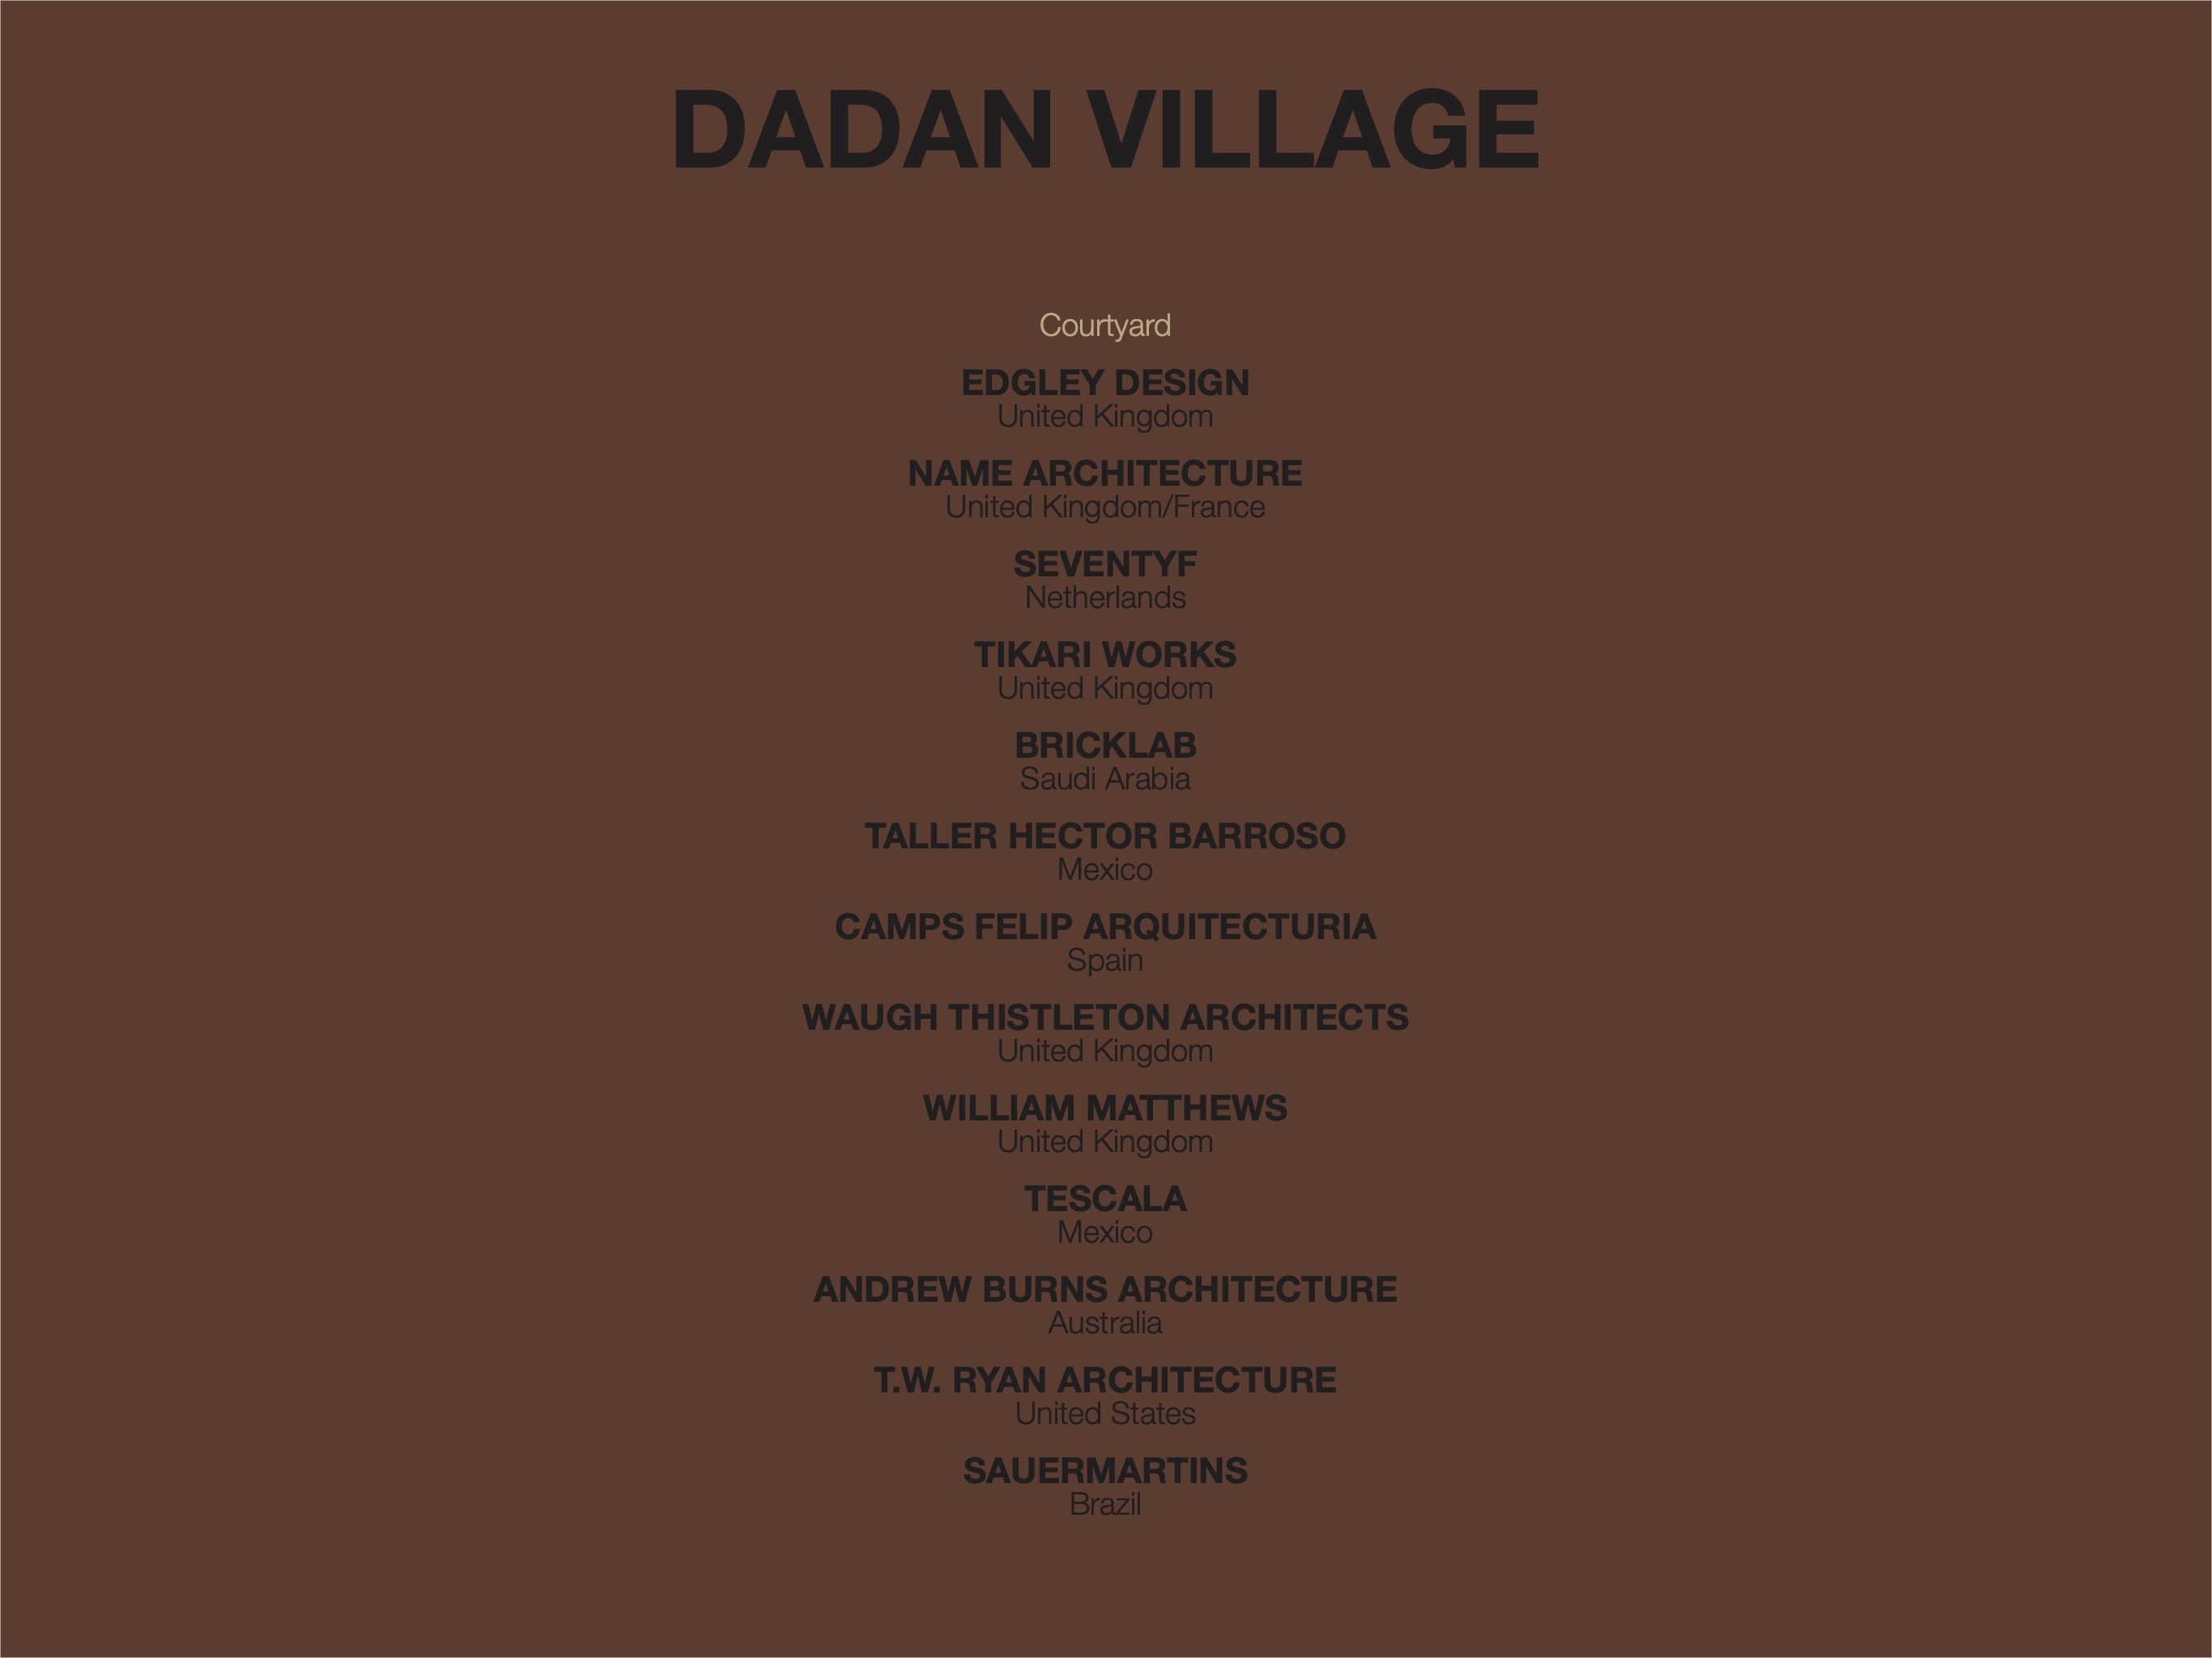 DADAN VILLAGE
Courtyard
EDGLEY DESIGN
United Kingdom
NAME ARCHITECTURE
United Kingdom/France
SEVENTYF
Netherlands
TIKARI WORKS
United Kingdom
BRICKLAB
Saudi Arabia
TALLER HECTOR BARROSO
Mexico
CAMPS FELIP ARQUITECTURIA
Spain
WAUGH THISTLETON ARCHITECTS
United Kingdom
WILLIAM MATTHEWS
United Kingdom
TESCALA
Mexico
ANDREW BURNS ARCHITECTURE
Australia
T.W. RYAN ARCHITECTURE
United States
SAUERMARTINS
Brazil